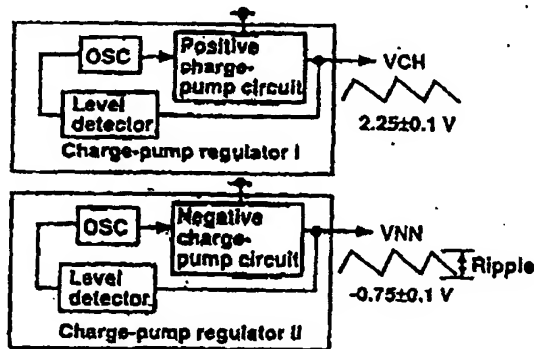 OSC
Positive
charge-
pump circuit
VCH
Level
detector
2.25±0.1 V
Charge-pump regulator I
OSC
Negative
charge-
pump circuit
VNN
Ripple
Level
detector
-0.75±0.1 V
Charge-pump regulator II